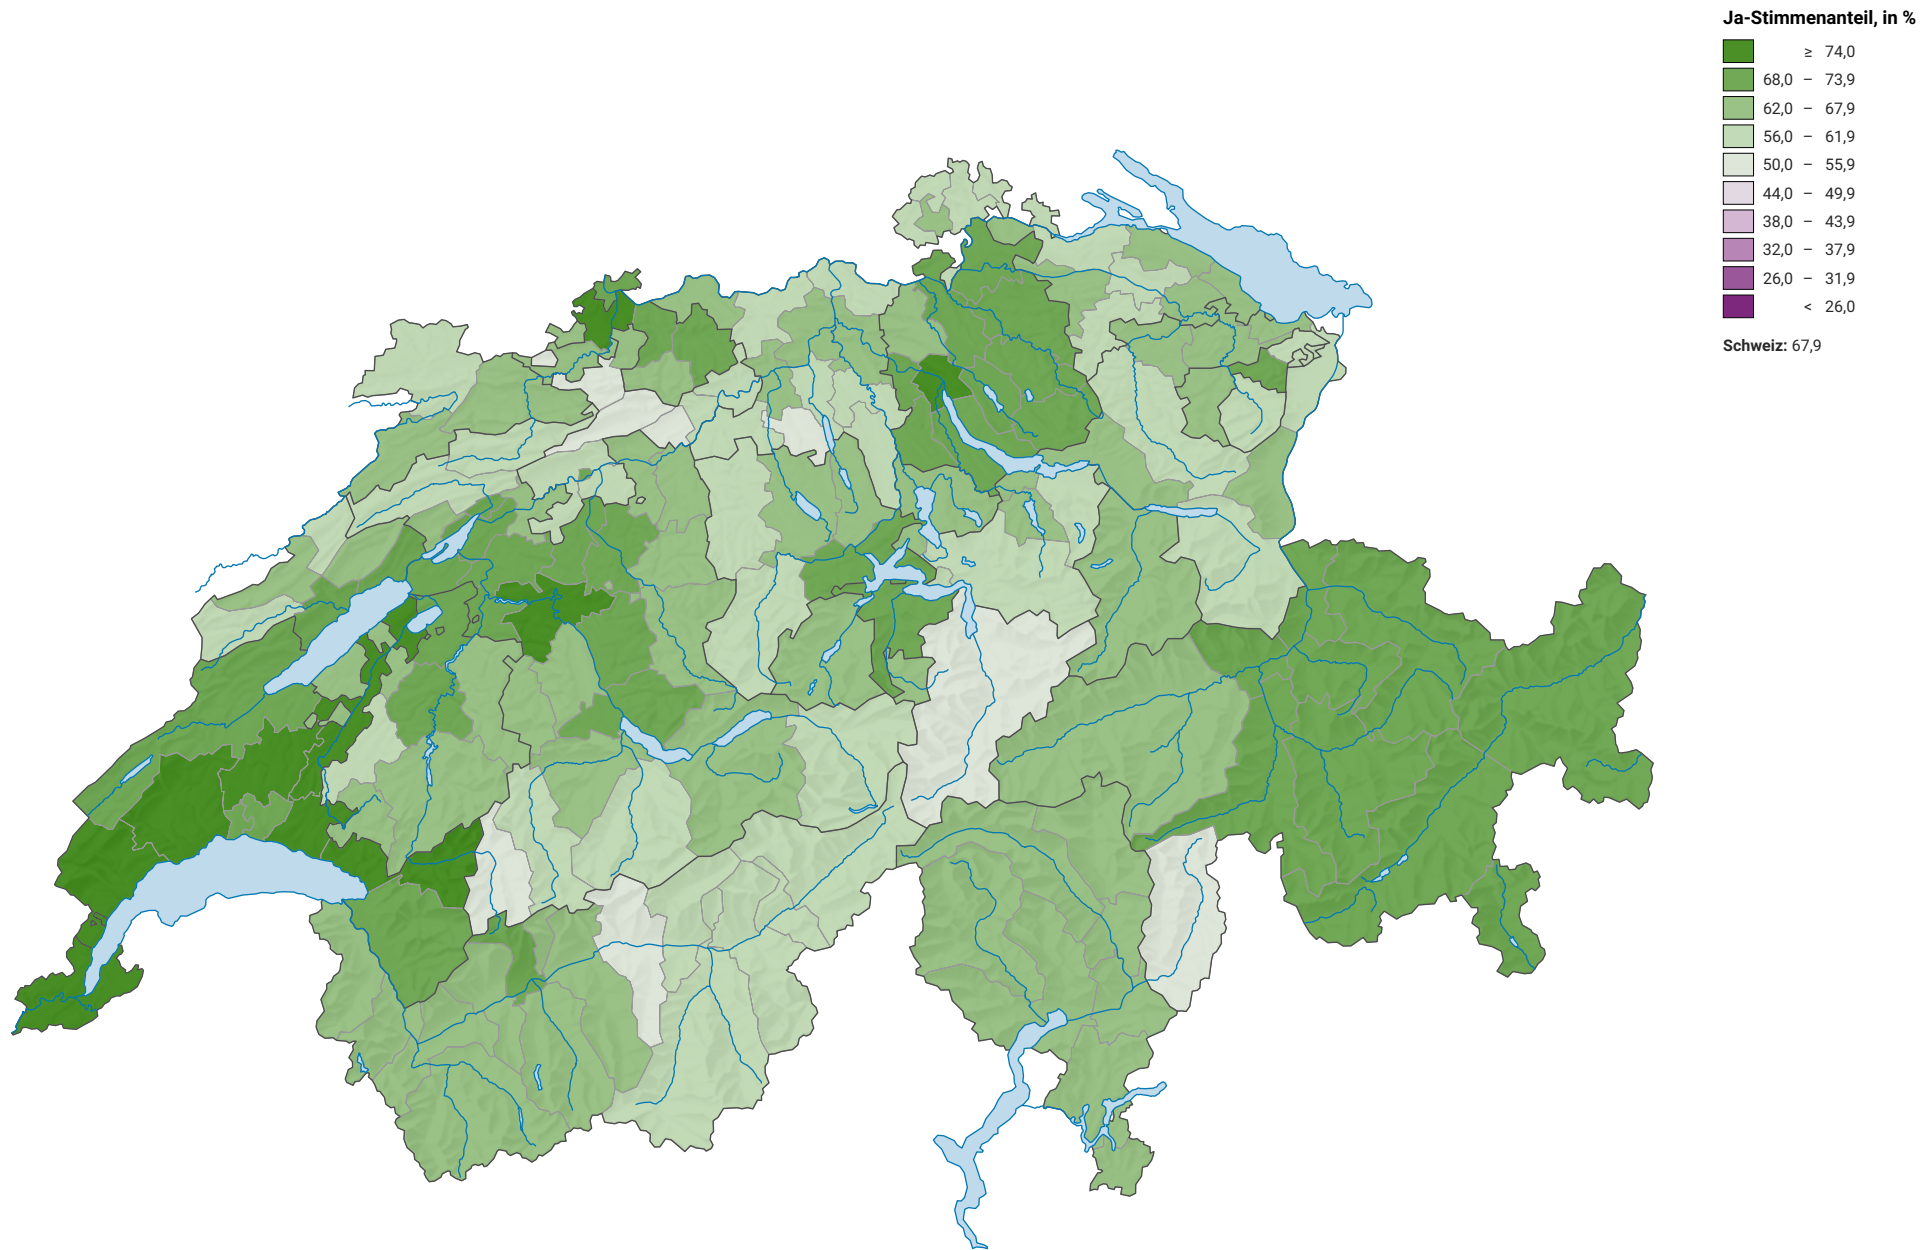 Ja-Stimmenanteil, in %
≥ 74,0
68,0 – 73,9
62,0 – 67,9
56,0 – 61,9
50,0 – 55,9
44,0 – 49,9
38,0 – 43,9
32,0 – 37,9
26,0 – 31,9
< 26,0
Schweiz: 67,9